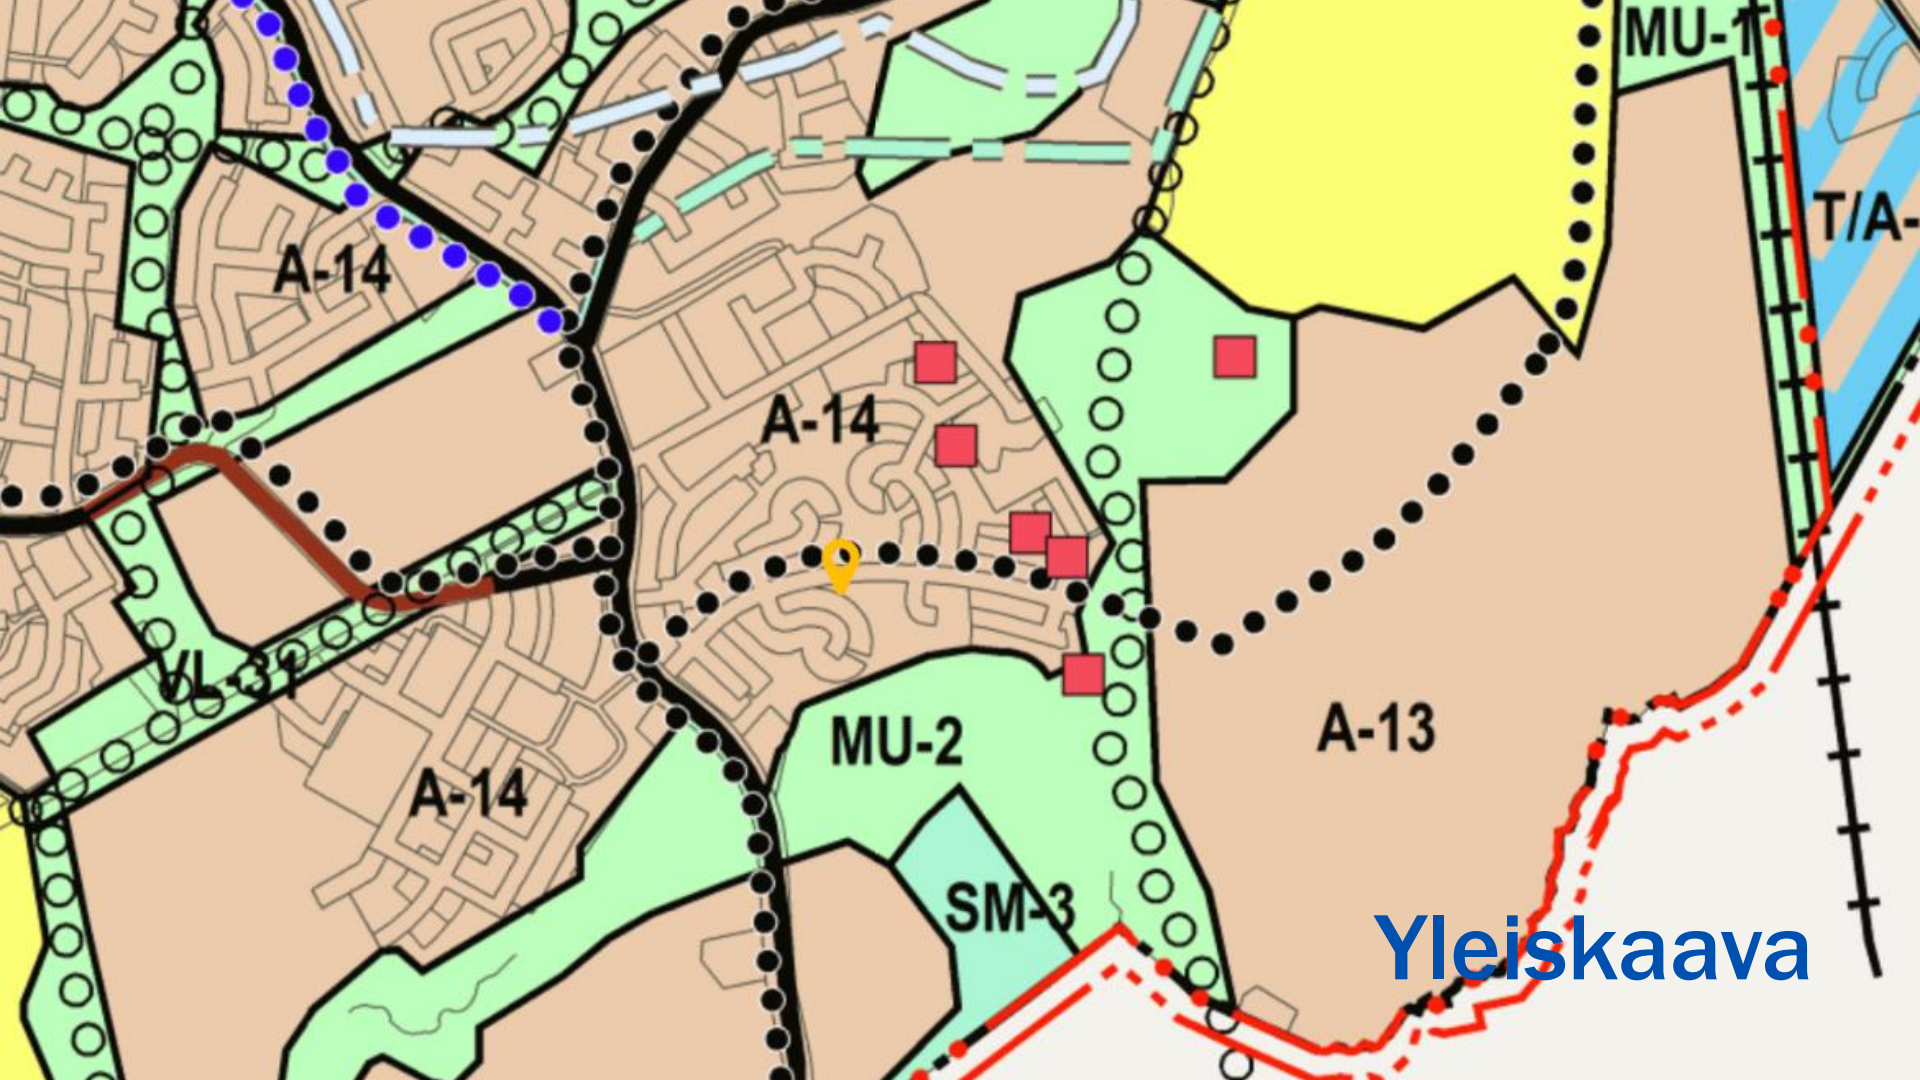 MU-1
T/A-
A-14
A-14
VL-31
A-14
MU-2
A-13
SM-3
Yleiskaava